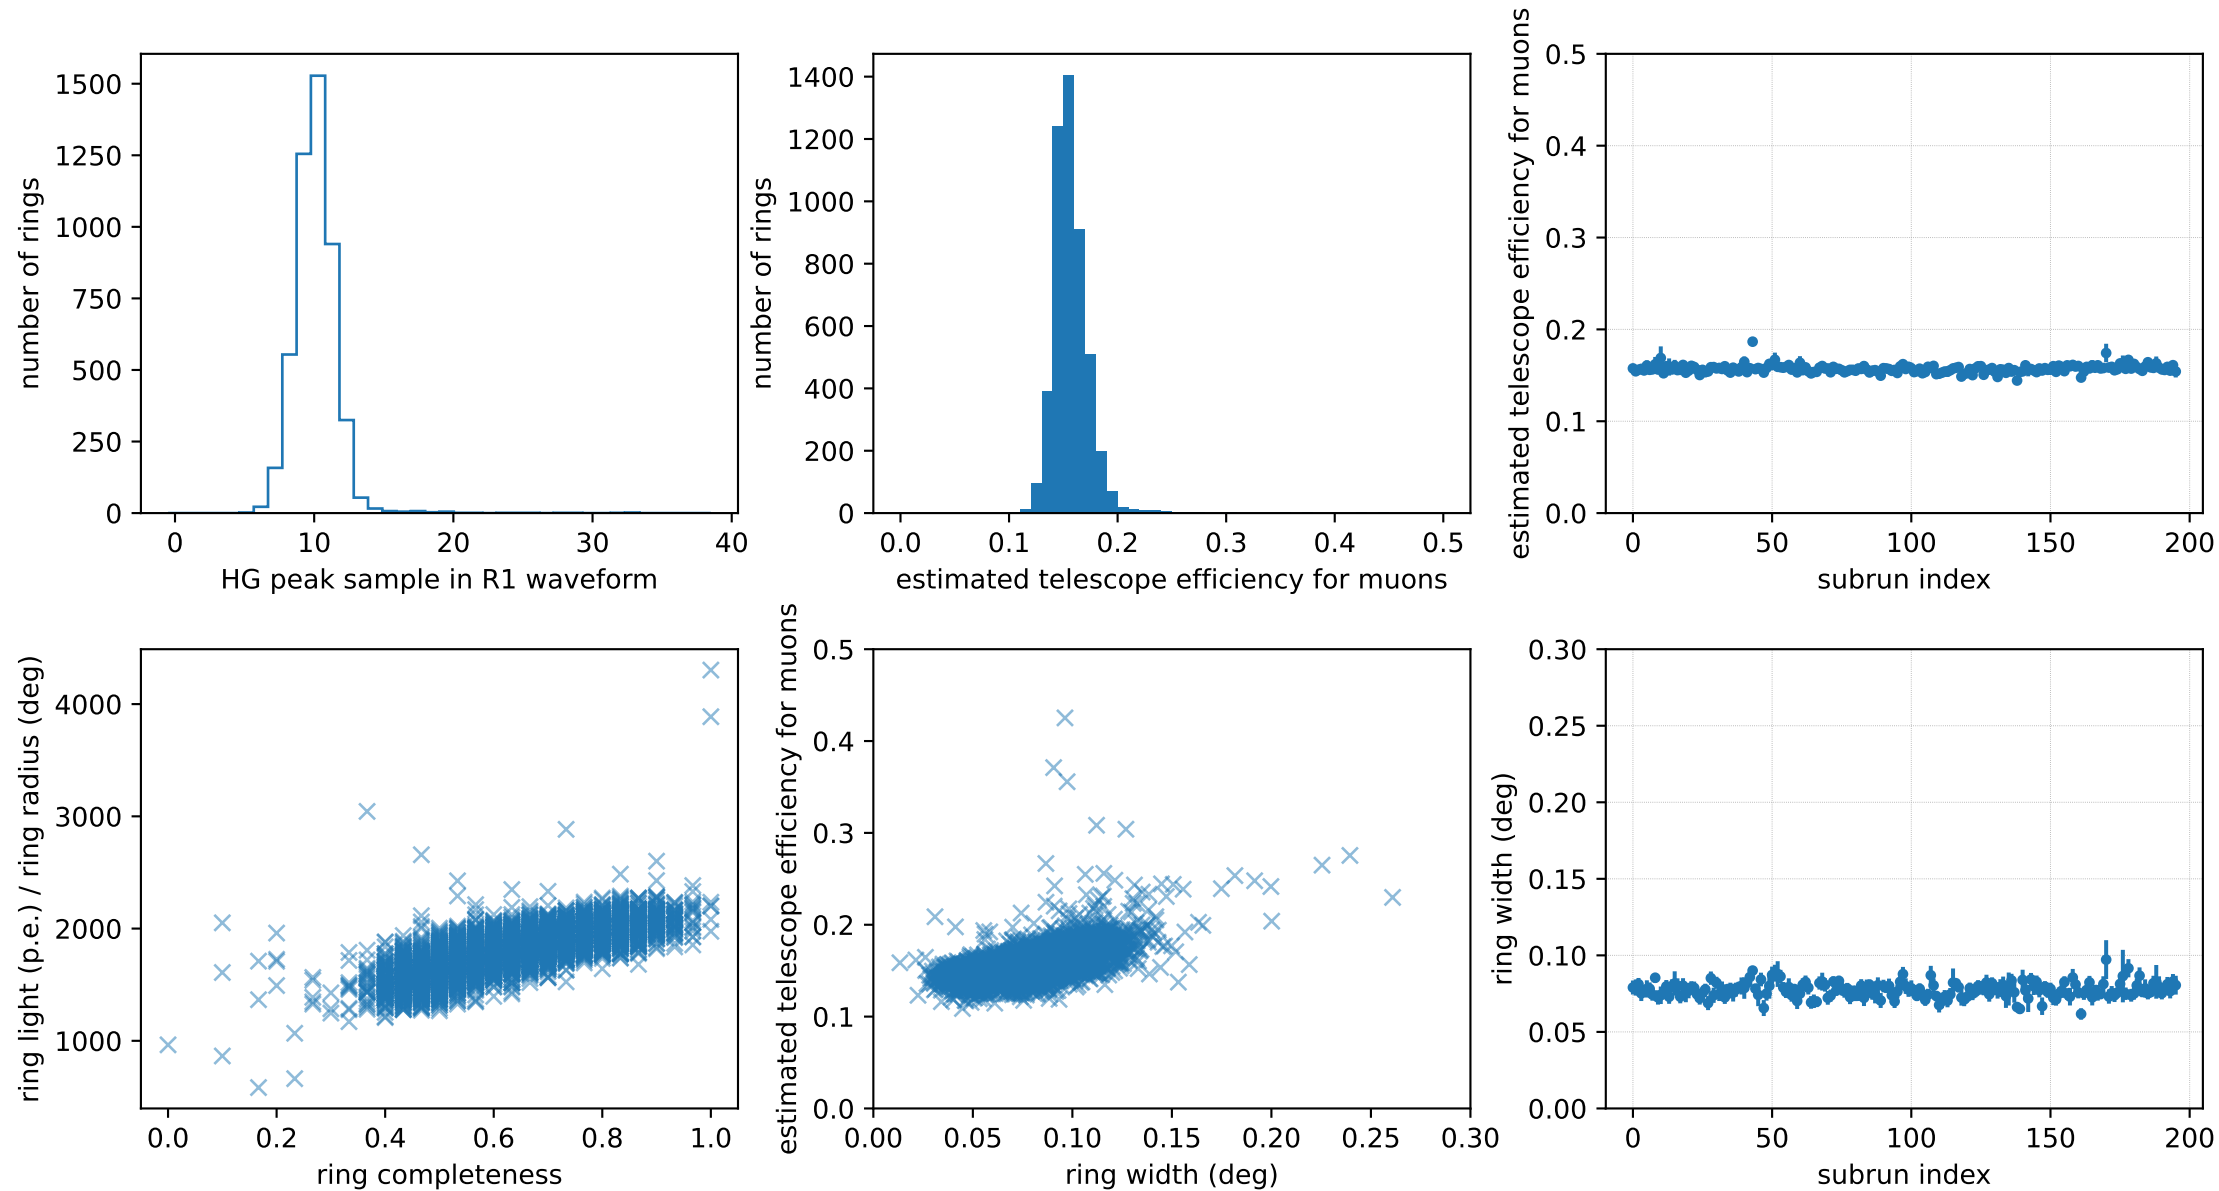 number of rings
1500
1250
1000
750
500
250
0
0 10 20 30 40
HG peak sample in R1 waveform
number of rings
1400
1200
1000
800
600
400
200
0
0.0 0.1 0.2 0.3 0.4 0.5
estimated telescope efficiency for muons
estimated telescope efficiency for muons
0.5
0.4
0.3
0.2
0.1
0.0
0 50 100 150 200
subrun index
ring light (p.e.) / ring radius (deg)
4000
3000
2000
1000
0.0 0.2 0.4 0.6 0.8 1.0
ring completeness
estimated telescope efficiency for muons
0.5
0.4
0.3
0.2
0.1
0.0
0.00 0.05 0.10 0.15 0.20 0.25 0.30
ring width (deg)
ring width (deg)
0.30
0.25
0.20
0.15
0.10
0.05
0.00
0 50 100 150 200
subrun index